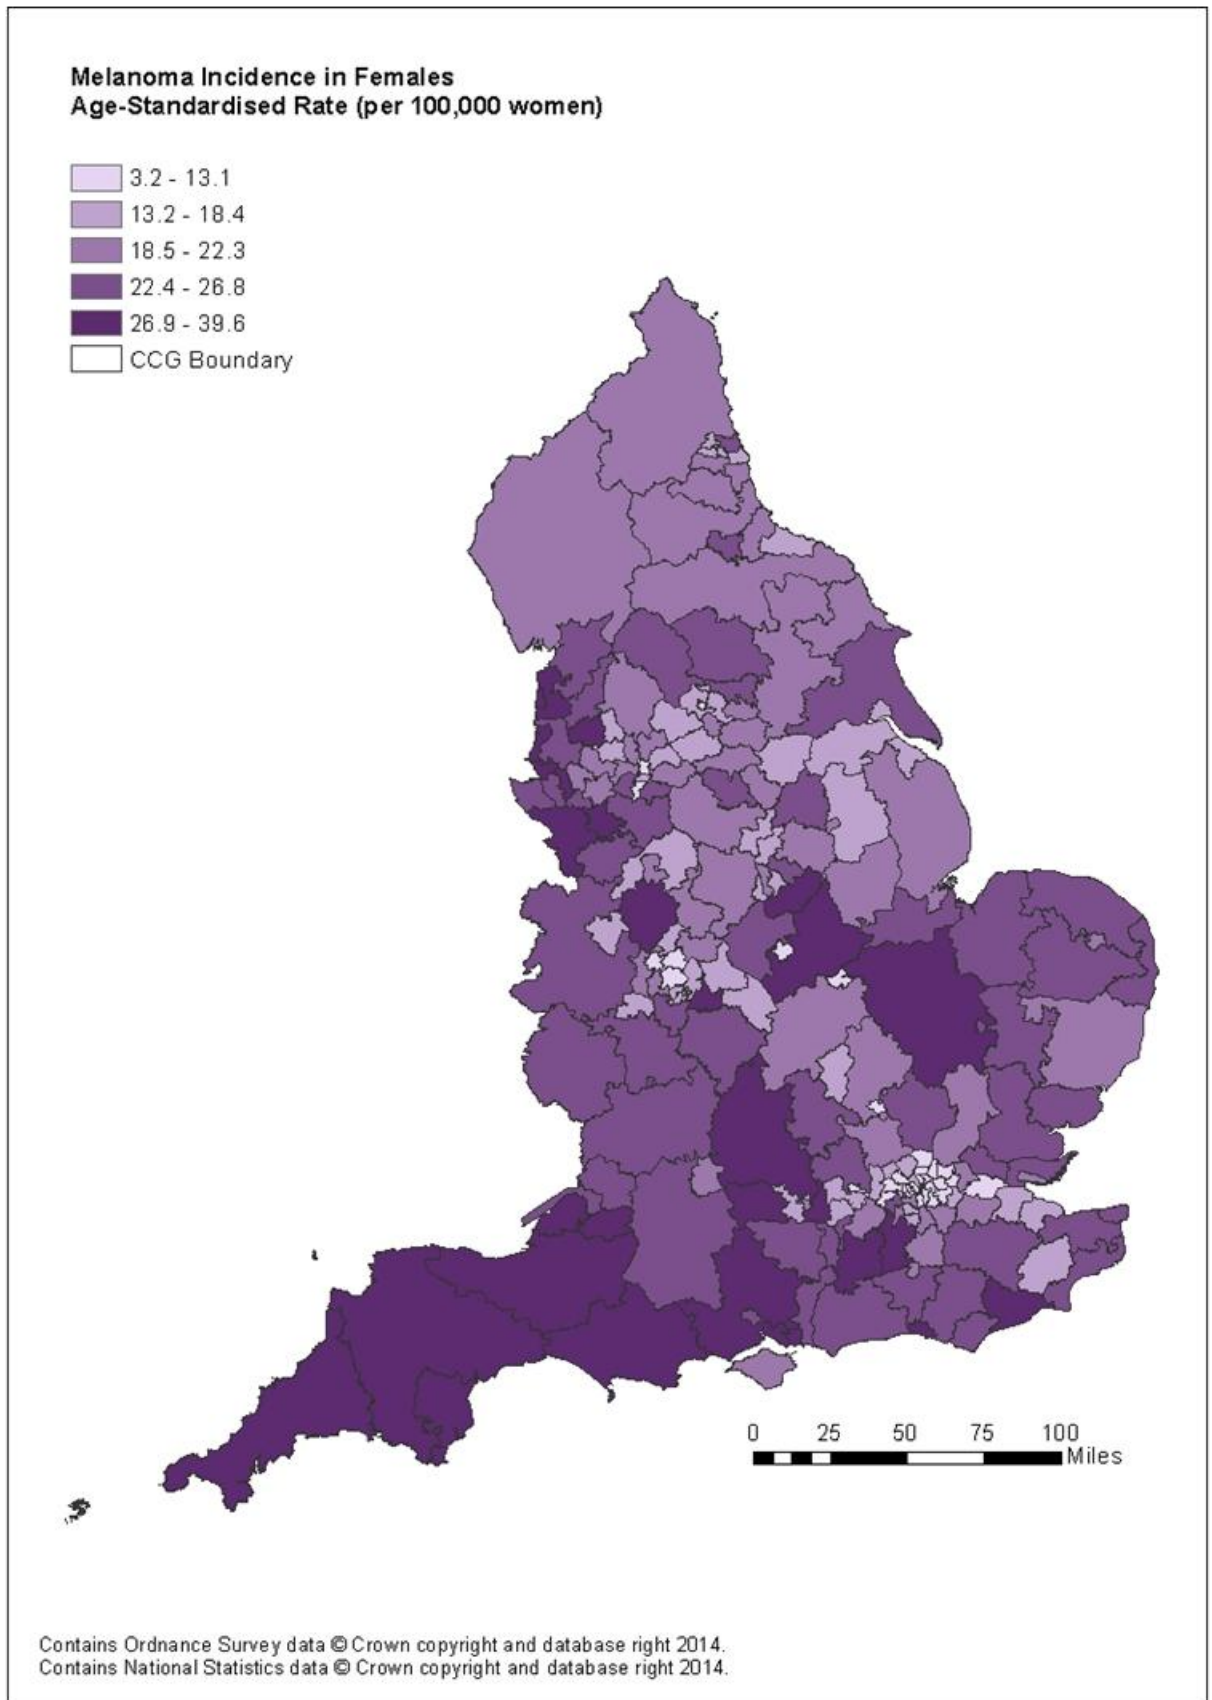 Melanoma Incidence in Females
Age-Standardised Rate (per 100,000 women)
3.2 - 13.1
13.2 - 18.4
18.5 - 22.3
22.4 - 26.8
26.9 - 39.6
CCG Boundary
0 25 50 75 100
Miles
Contains Ordnance Survey data © Crown copyright and database right 2014.
Contains National Statistics data © Crown copyright and database right 2014.